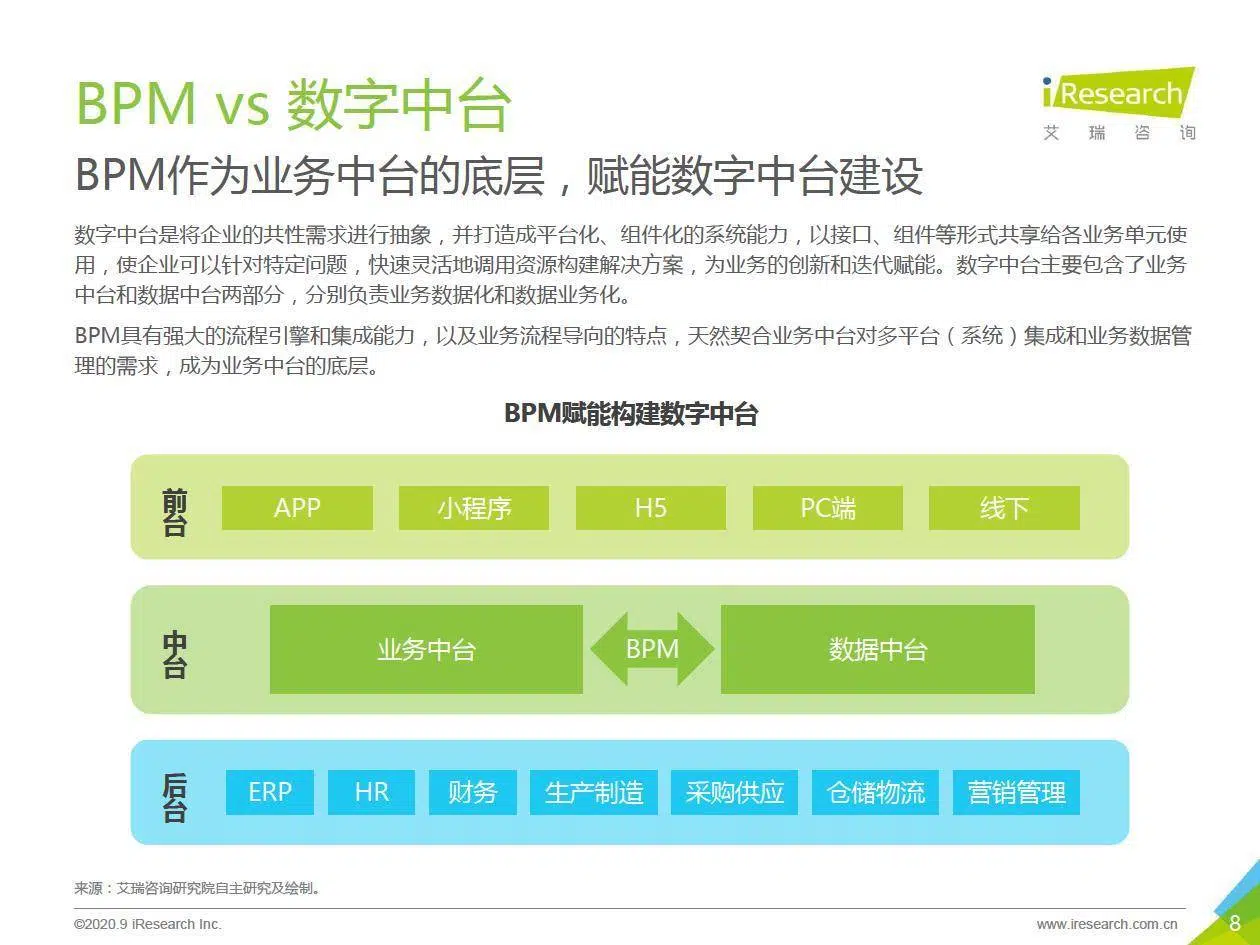 BPM vs 数字中台
iResearch
艾瑞咨询
BPM作为业务中台的底层，赋能数字中台建设
数字中台是将企业的共性需求进行抽象，并打造成平台化、组件化的系统能力，以接口、组件等形式共享给各业务单元使
用，使企业可以针对特定问题，快速灵活地调用资源构建解决方案，为业务的创新和迭代赋能。数字中台主要包含了业务
中台和数据中台两部分，分别负责业务数据化和数据业务化。
BPM具有强大的流程引擎和集成能力，以及业务流程导向的特点，天然契合业务中台对多平台（系统）集成和业务数据管
理的需求，成为业务中台的底层。
BPM赋能构建数字中台
前台
APP
小程序
H5
PC端
线下
中台
业务中台
BPM
数据中台
后台
ERP
HR
财务
生产制造
采购供应
仓储物流
营销管理
来源：艾瑞咨询研究院自主研究及绘制。
©2020.9 iResearch Inc.
www.iresearch.com.cn
8